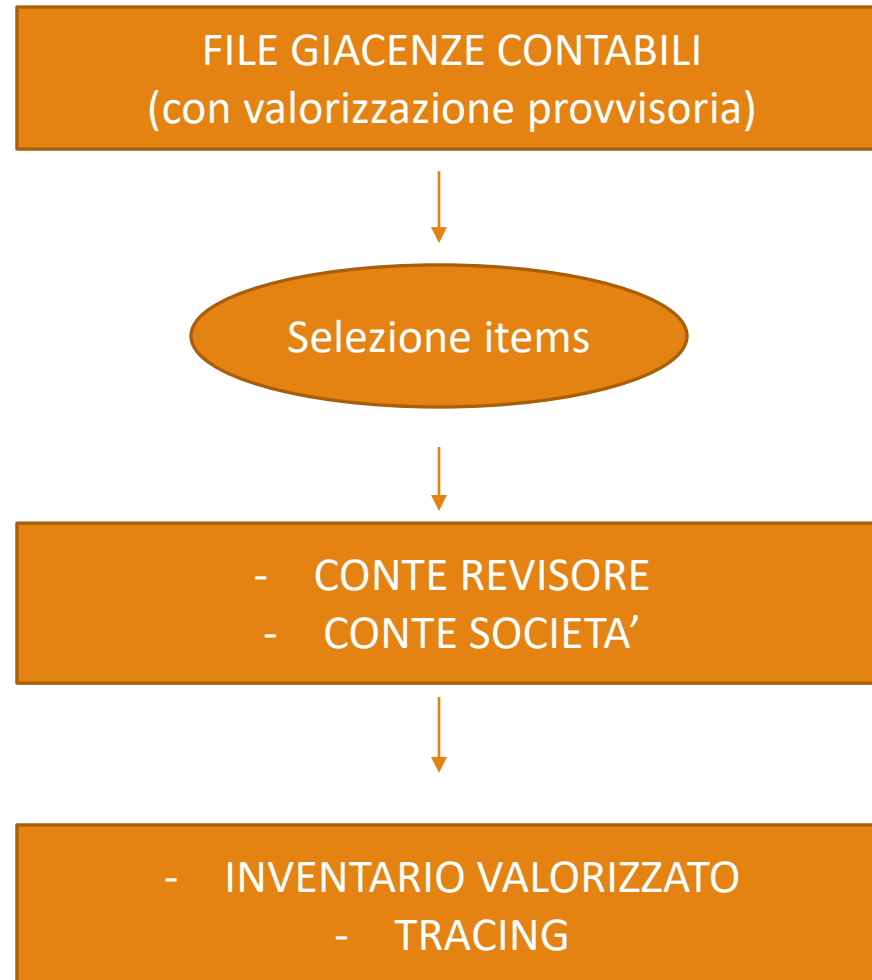 FILE GIACENZE CONTABILI
(con valorizzazione provvisoria)
Selezione items
- CONTE REVISORE
- CONTE SOCIETA’
- INVENTARIO VALORIZZATO
- TRACING